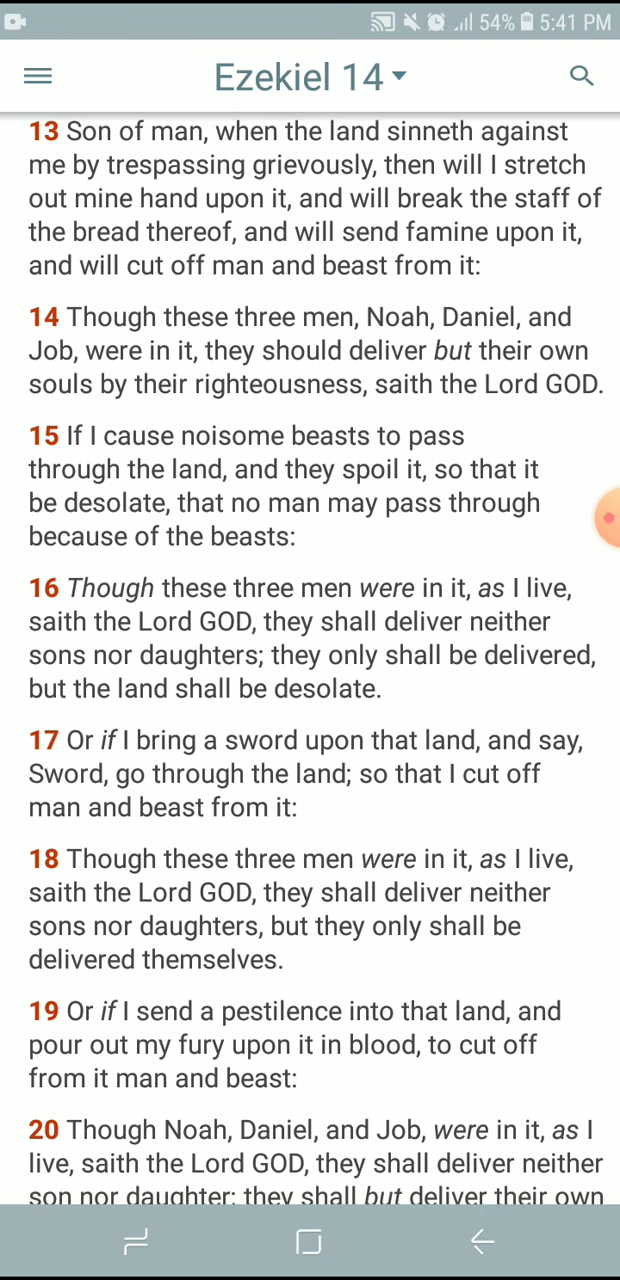 54% 5:41 PM
Ezekiel 14
13 Son of man, when the land sinneth against
me by trespassing grievously, then will I stretch
out mine hand upon it, and will break the staff of
the bread thereof, and will send famine upon it,
and will cut off man and beast from it:
14 Though these three men, Noah, Daniel, and
Job, were in it, they should deliver but their own
souls by their righteousness, saith the Lord GOD.
15 If I cause noisome beasts to pass
through the land, and they spoil it, so that it
be desolate, that no man may pass through
because of the beasts:
16 Though these three men were in it, as I live,
saith the Lord GOD, they shall deliver neither
sons nor daughters; they only shall be delivered,
but the land shall be desolate.
17 Or if I bring a sword upon that land, and say,
Sword, go through the land; so that I cut off
man and beast from it:
18 Though these three men were in it, as I live,
saith the Lord GOD, they shall deliver neither
sons nor daughters, but they only shall be
delivered themselves.
19 Or if I send a pestilence into that land, and
pour out my fury upon it in blood, to cut off
from it man and beast:
20 Though Noah, Daniel, and Job, were in it, as I
live, saith the Lord GOD, they shall deliver neither
son nor daughter; they shall but deliver their own